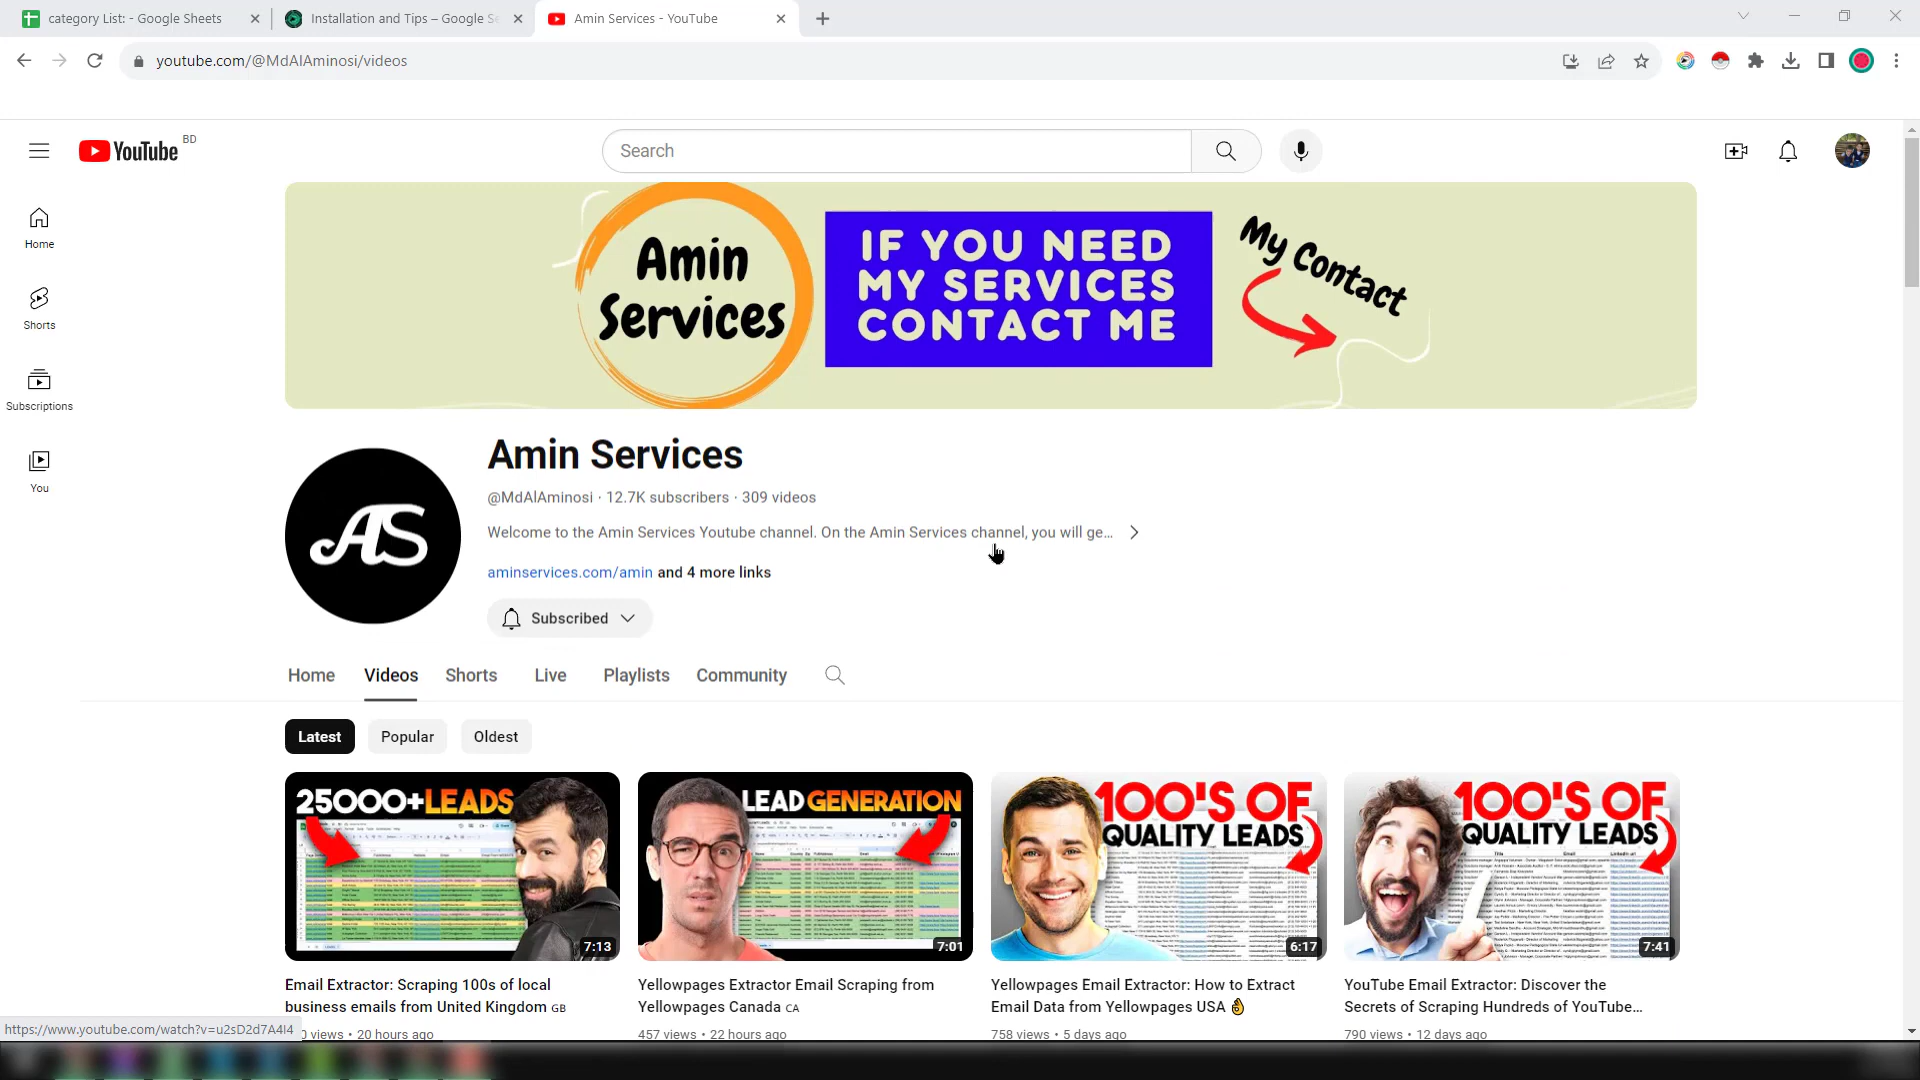 category List: - Google Sheets
Installation and Tips – Google Se
Amin Services - YouTube
youtube.com/@MdAlAminosi/videos
YouTube BD
Search
Home
Shorts
Subscriptions
You
Amin
Services
IF YOU NEED
MY SERVICES
CONTACT ME
My Contact
AS
Amin Services
@MdAlAminosi · 12.7K subscribers · 309 videos
Welcome to the Amin Services Youtube channel. On the Amin Services channel, you will ge...
aminservices.com/amin and 4 more links
Subscribed
Home Videos Shorts Live Playlists Community
Latest Popular Oldest
25000+LEADS
7:13
LEAD GENERATION
7:01
100'S OF
QUALITY LEADS
6:17
100'S OF
QUALITY LEADS
7:41
Email Extractor: Scraping 100s of local
business emails from United Kingdom GB
Yellowpages Extractor Email Scraping from
Yellowpages Canada CA
457 views · 22 hours ago
Yellowpages Email Extractor: How to Extract
Email Data from Yellowpages USA 👌
758 views · 5 days ago
YouTube Email Extractor: Discover the
Secrets of Scraping Hundreds of YouTube...
790 views · 12 days ago
https://www.youtube.com/watch?v=u2sD2d7A4I4
0 views · 20 hours ago